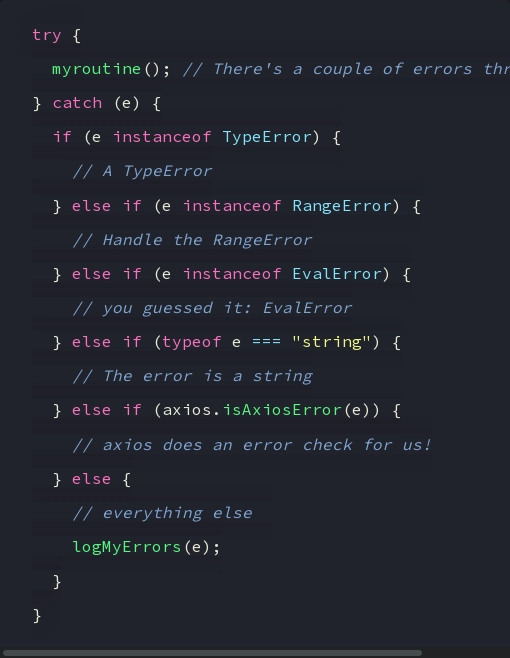 try {
myroutine(); // There's a couple of errors
} catch (e) {
if (e instanceof TypeError) {
// A TypeError
} else if (e instanceof RangeError) {
// Handle the RangeError
} else if (e instanceof EvalError) {
// you guessed it: EvalError
} else if (typeof e === "string") {
// The error is a string
} else if (axios.isAxiosError(e)) {
// axios does an error check for us!
} else {
// everything else
logMyErrors(e);
}
}